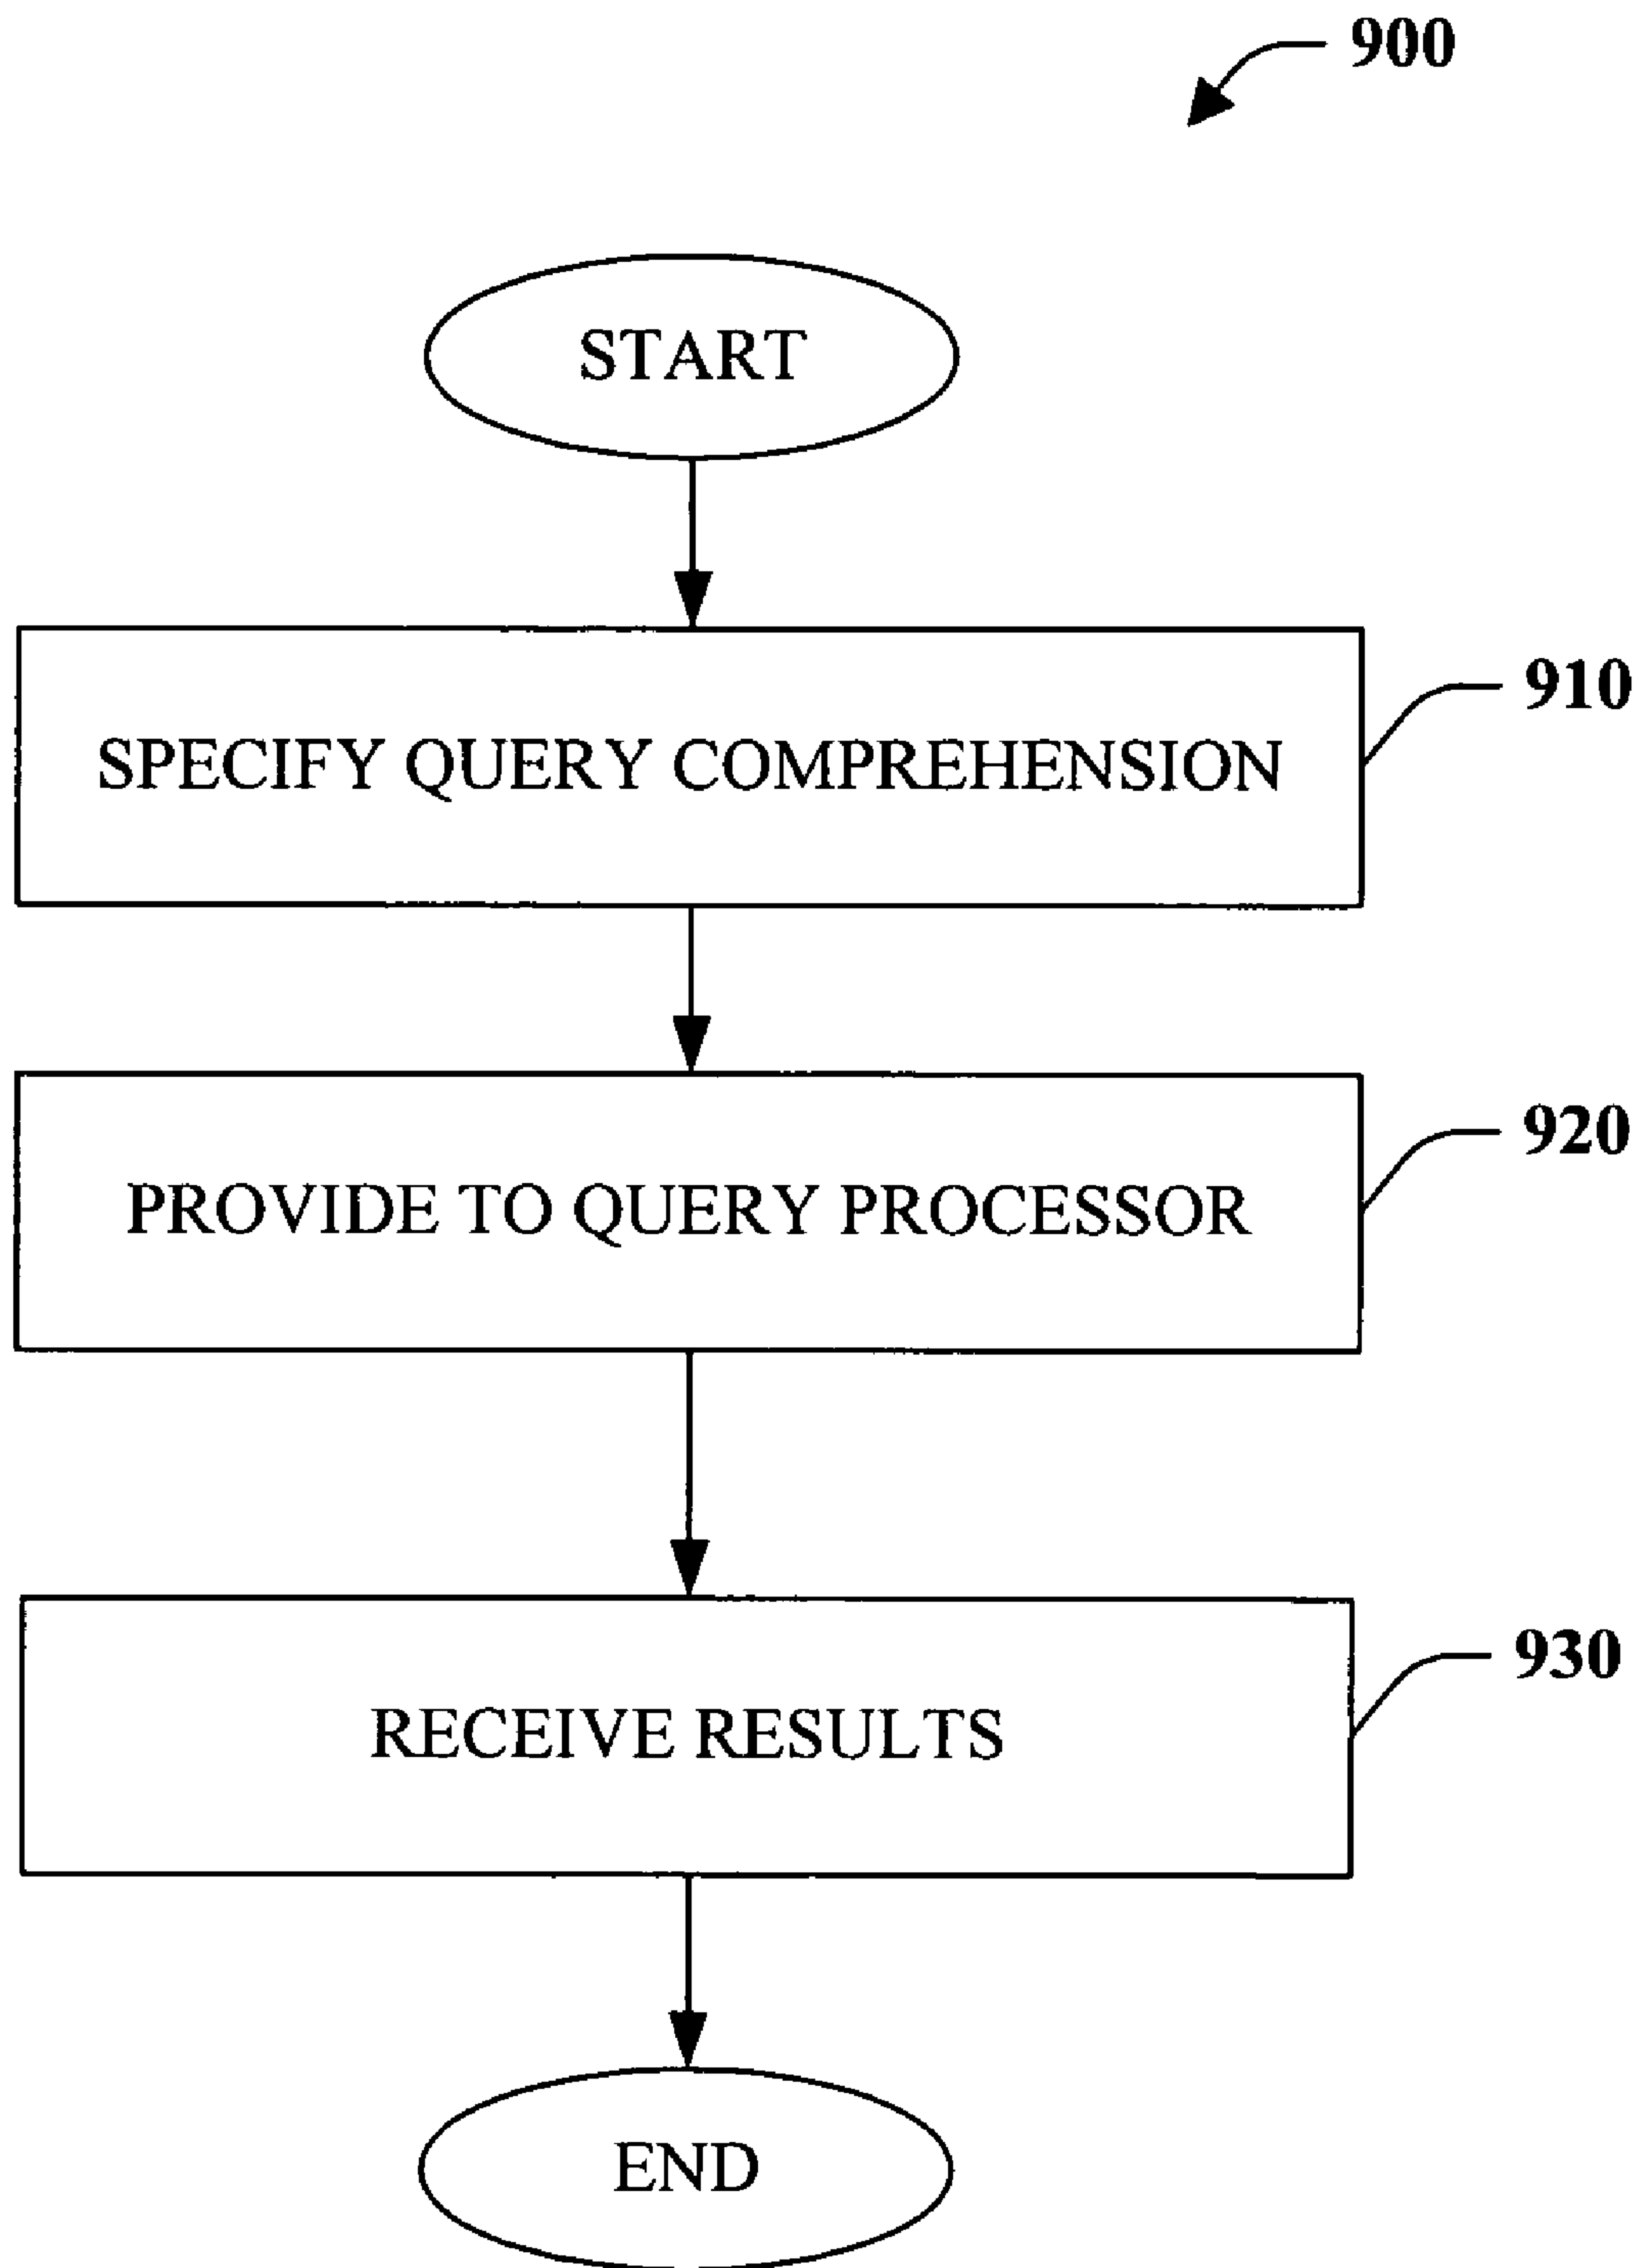 900
START
SPECIFY QUERY COMPREHENSION
910
PROVIDE TO QUERY PROCESSOR
920
RECEIVE RESULTS
930
END